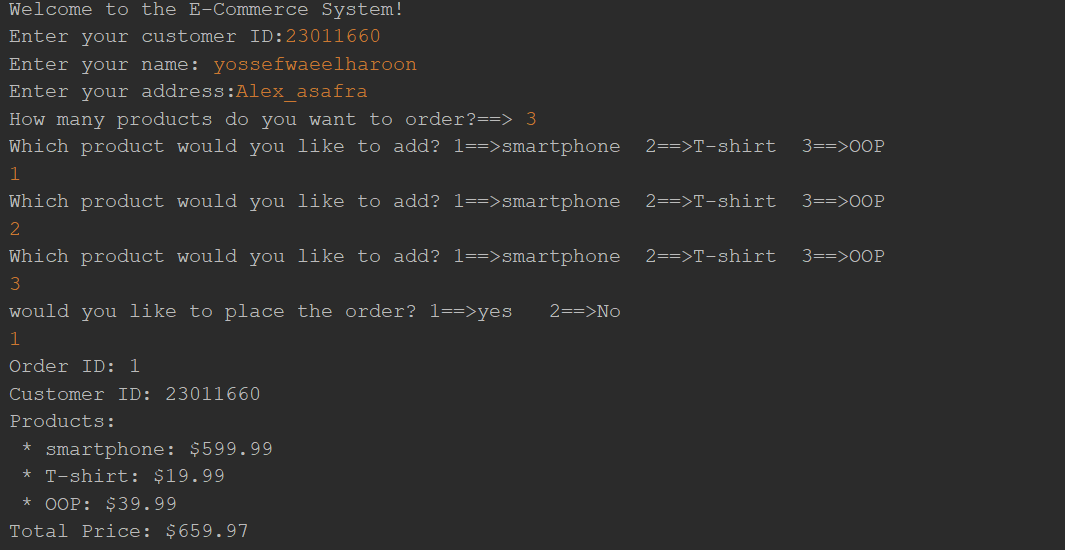 Welcome to the E-Commerce System!
Enter your customer ID:23011660
Enter your name: yossefwaeelharoon
Enter your address:Alex_asafra
How many products do you want to order?==> 3
Which product would you like to add? 1==>smartphone  2==>T-shirt  3==>OOP
1
Which product would you like to add? 1==>smartphone  2==>T-shirt  3==>OOP
2
Which product would you like to add? 1==>smartphone  2==>T-shirt  3==>OOP
3
would you like to place the order? 1==>yes   2==>No
1
Order ID: 1
Customer ID: 23011660
Products:
 * smartphone: $599.99
 * T-shirt: $19.99
 * OOP: $39.99
Total Price: $659.97